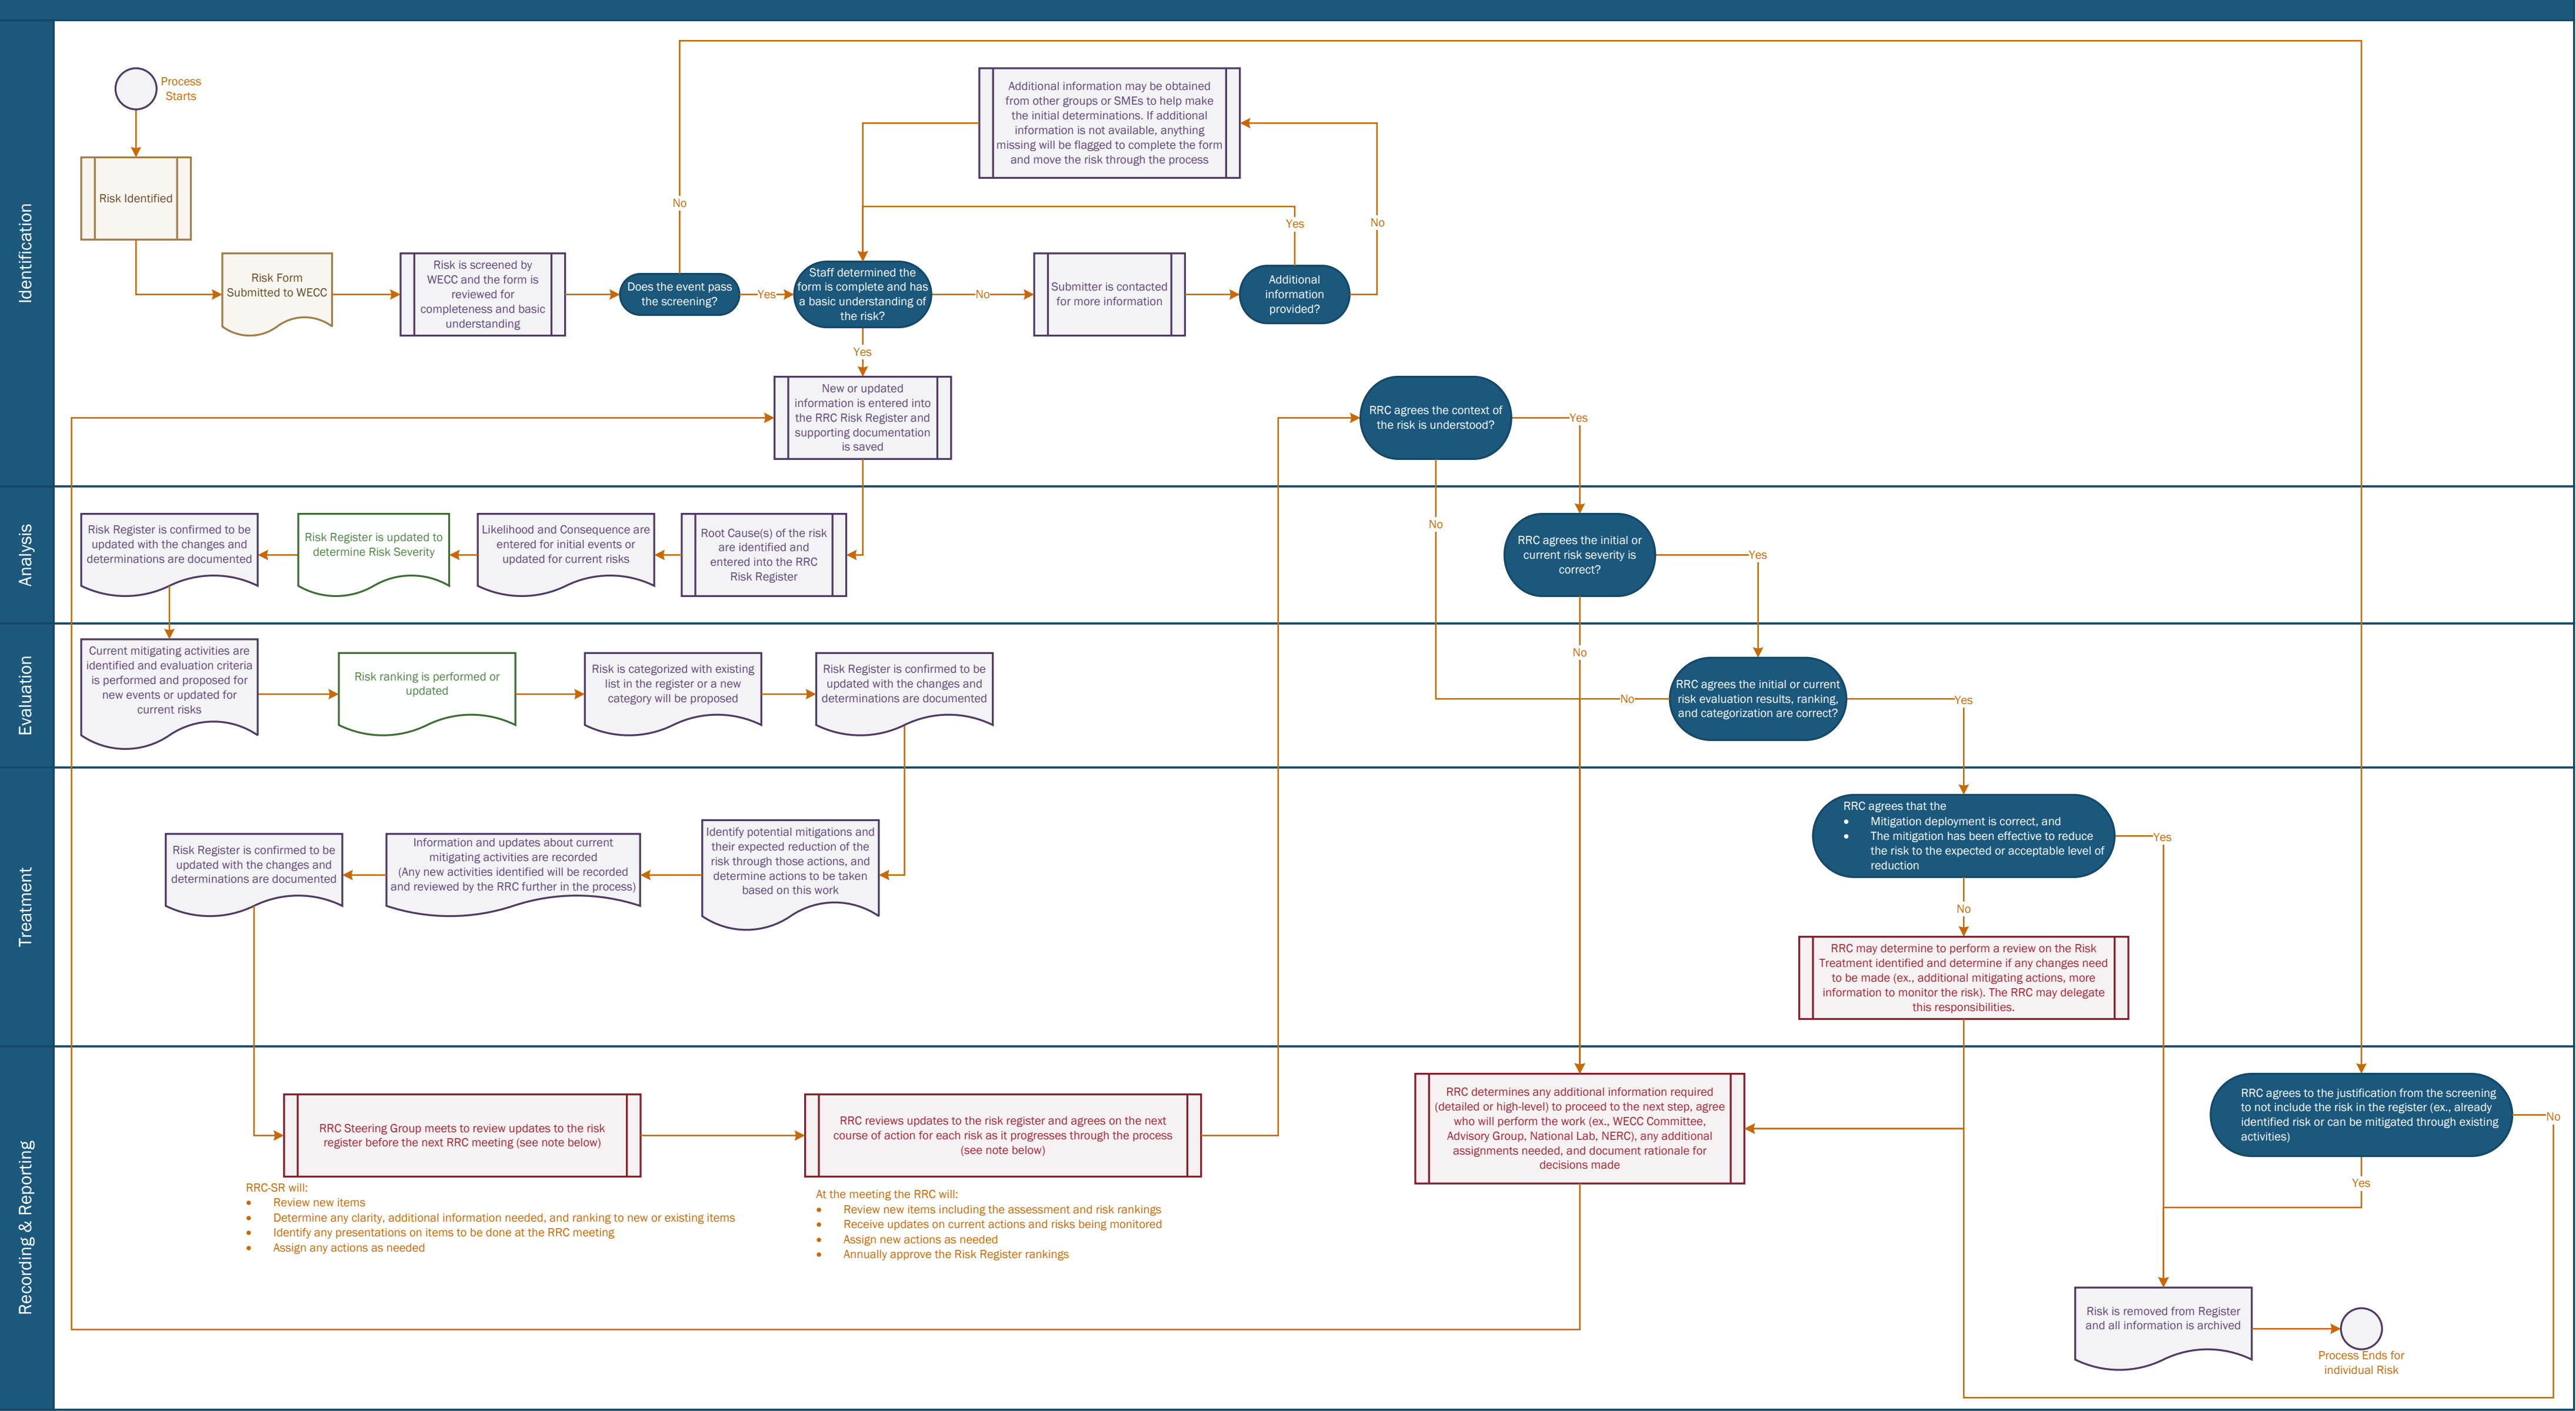 Identification
Process
Starts
Risk Identified
Risk Form
Submitted to WECC
Risk is screened by
WECC and the form is
reviewed for
completeness and basic
understanding
Does the event pass
the screening?
No
Yes
Staff determined the
form is complete and has
a basic understanding of
the risk?
No
Submitter is contacted
for more information
Additional
information
provided?
Yes
No
Additional information may be obtained
from other groups or SMEs to help make
the initial determinations. If additional
information is not available, anything
missing will be flagged to complete the form
and move the risk through the process
Yes
New or updated
information is entered into
the RRC Risk Register and
supporting documentation
is saved
RRC agrees the context of
the risk is understood?
Yes
No
Analysis
Risk Register is confirmed to be
updated with the changes and
determinations are documented
Risk Register is updated to
determine Risk Severity
Likelihood and Consequence are
entered for initial events or
updated for current risks
Root Cause(s) of the risk
are identified and
entered into the RRC
Risk Register
RRC agrees the initial or
current risk severity is
correct?
Yes
No
Evaluation
Current mitigating activities are
identified and evaluation criteria
is performed and proposed for
new events or updated for
current risks
Risk ranking is performed or
updated
Risk is categorized with existing
list in the register or a new
category will be proposed
Risk Register is confirmed to be
updated with the changes and
determinations are documented
No
RRC agrees the initial or current
risk evaluation results, ranking,
and categorization are correct?
Yes
Treatment
Risk Register is confirmed to be
updated with the changes and
determinations are documented
Information and updates about current
mitigating activities are recorded
(Any new activities identified will be recorded
and reviewed by the RRC further in the process)
Identify potential mitigations and
their expected reduction of the
risk through those actions, and
determine actions to be taken
based on this work
RRC agrees that the
• Mitigation deployment is correct, and
• The mitigation has been effective to reduce
the risk to the expected or acceptable level of
reduction
Yes
No
RRC may determine to perform a review on the Risk
Treatment identified and determine if any changes need
to be made (ex., additional mitigating actions, more
information to monitor the risk). The RRC may delegate
this responsibilities.
Recording & Reporting
RRC Steering Group meets to review updates to the risk
register before the next RRC meeting (see note below)
RRC-SR will:
• Review new items
• Determine any clarity, additional information needed, and ranking to new or existing items
• Identify any presentations on items to be done at the RRC meeting
• Assign any actions as needed
RRC reviews updates to the risk register and agrees on the next
course of action for each risk as it progresses through the process
(see note below)
At the meeting the RRC will:
• Review new items including the assessment and risk rankings
• Receive updates on current actions and risks being monitored
• Assign new actions as needed
• Annually approve the Risk Register rankings
RRC determines any additional information required
(detailed or high-level) to proceed to the next step, agree
who will perform the work (ex., WECC Committee,
Advisory Group, National Lab, NERC), any additional
assignments needed, and document rationale for
decisions made
RRC agrees to the justification from the screening
to not include the risk in the register (ex., already
identified risk or can be mitigated through existing
activities)
No
Yes
Risk is removed from Register
and all information is archived
Process Ends for
individual Risk